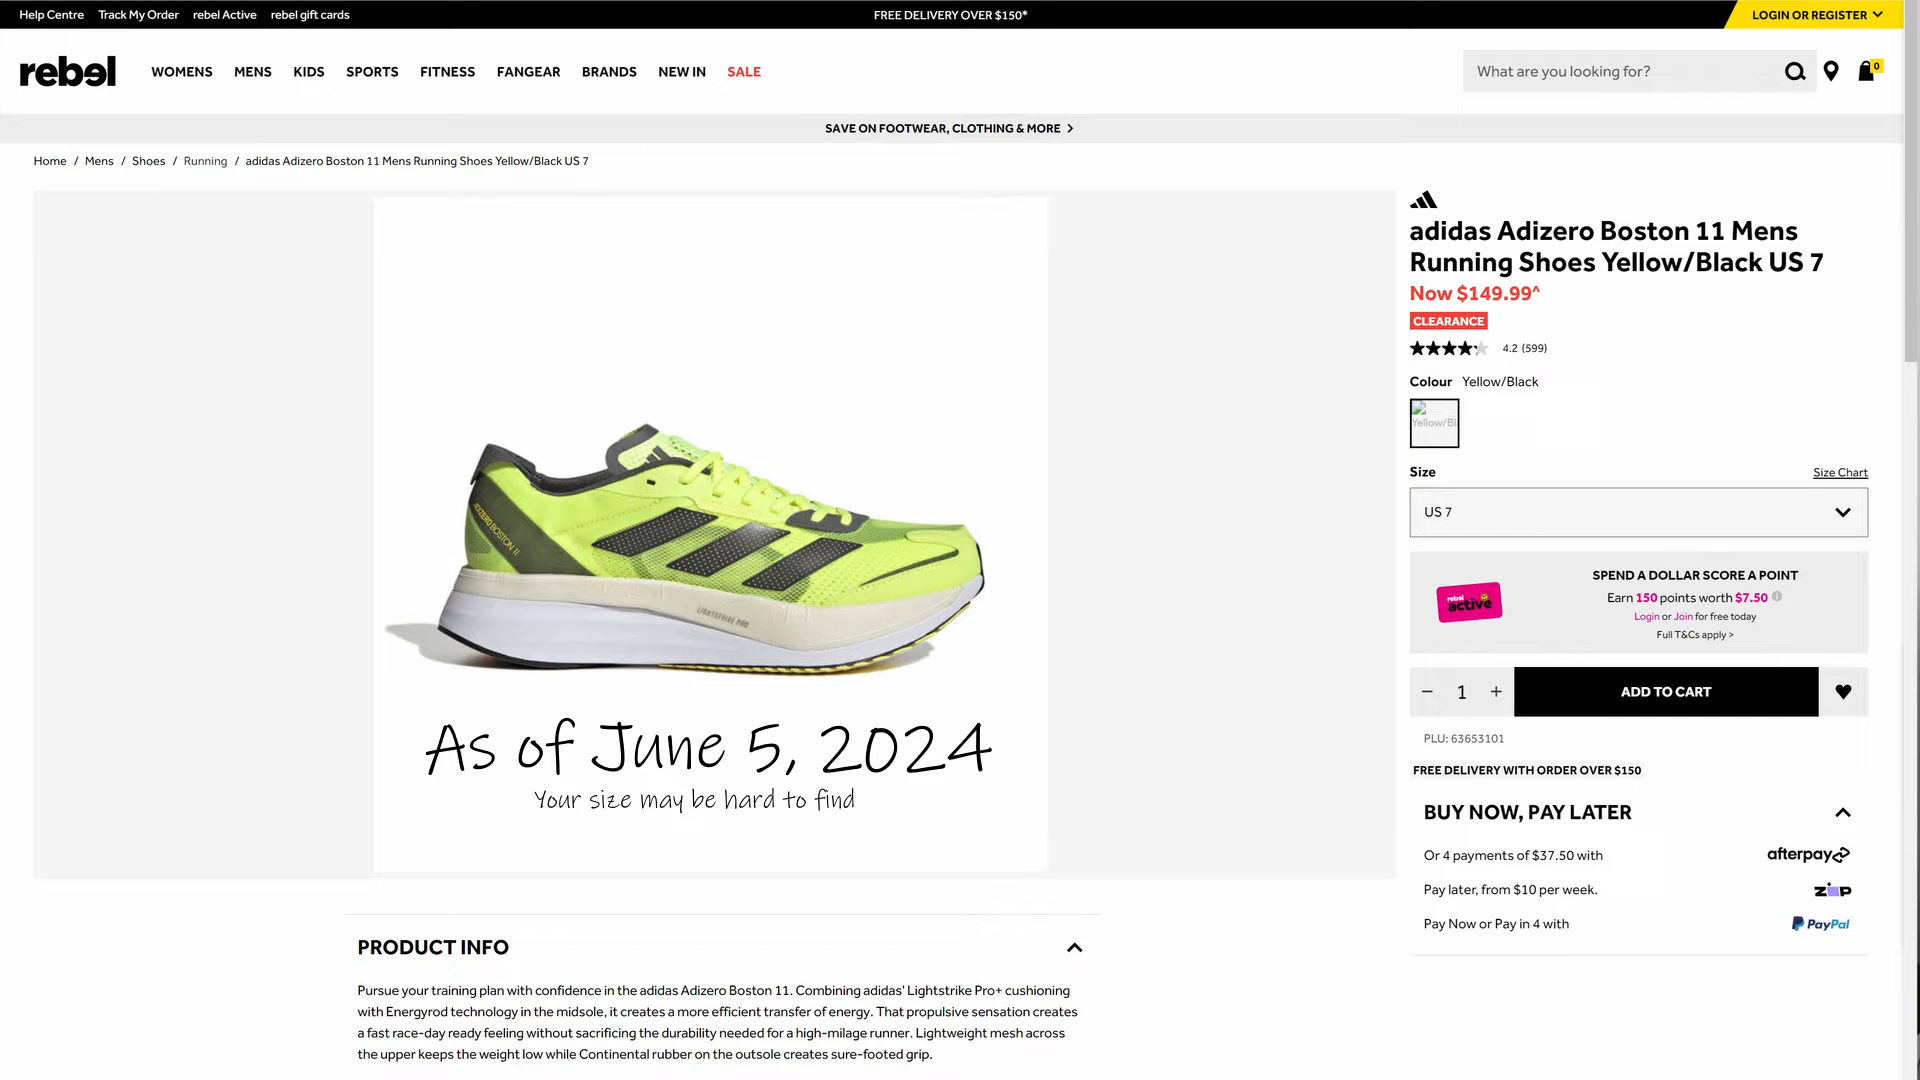 Help Centre Track My Order rebel Active rebel gift cards
FREE DELIVERY OVER $150*
LOGIN OR REGISTER
rebel
WOMENS MENS KIDS SPORTS FITNESS FANGEAR BRANDS NEW IN SALE
What are you looking for?
0
SAVE ON FOOTWEAR, CLOTHING & MORE >
Home / Mens / Shoes / Running / adidas Adizero Boston 11 Mens Running Shoes Yellow/Black US 7
ADIZERO BOSTON 11
LIGHTSTRIKE PRO
As of June 5, 2024
Your size may be hard to find
adidas Adizero Boston 11 Mens
Running Shoes Yellow/Black US 7
Now $149.99^
CLEARANCE
4.2 (599)
Colour Yellow/Black
Yellow/Bl
Size
Size Chart
US 7
rebel
active
SPEND A DOLLAR SCORE A POINT
Earn 150 points worth $7.50
Login or Join for free today
Full T&Cs apply >
− 1 +
ADD TO CART
PLU: 63653101
FREE DELIVERY WITH ORDER OVER $150
BUY NOW, PAY LATER
Or 4 payments of $37.50 with
afterpay
Pay later, from $10 per week.
zip
Pay Now or Pay in 4 with
PayPal
PRODUCT INFO
Pursue your training plan with confidence in the adidas Adizero Boston 11. Combining adidas' Lightstrike Pro+ cushioning
with Energyrod technology in the midsole, it creates a more efficient transfer of energy. That propulsive sensation creates
a fast race-day ready feeling without sacrificing the durability needed for a high-milage runner. Lightweight mesh across
the upper keeps the weight low while Continental rubber on the outsole creates sure-footed grip.